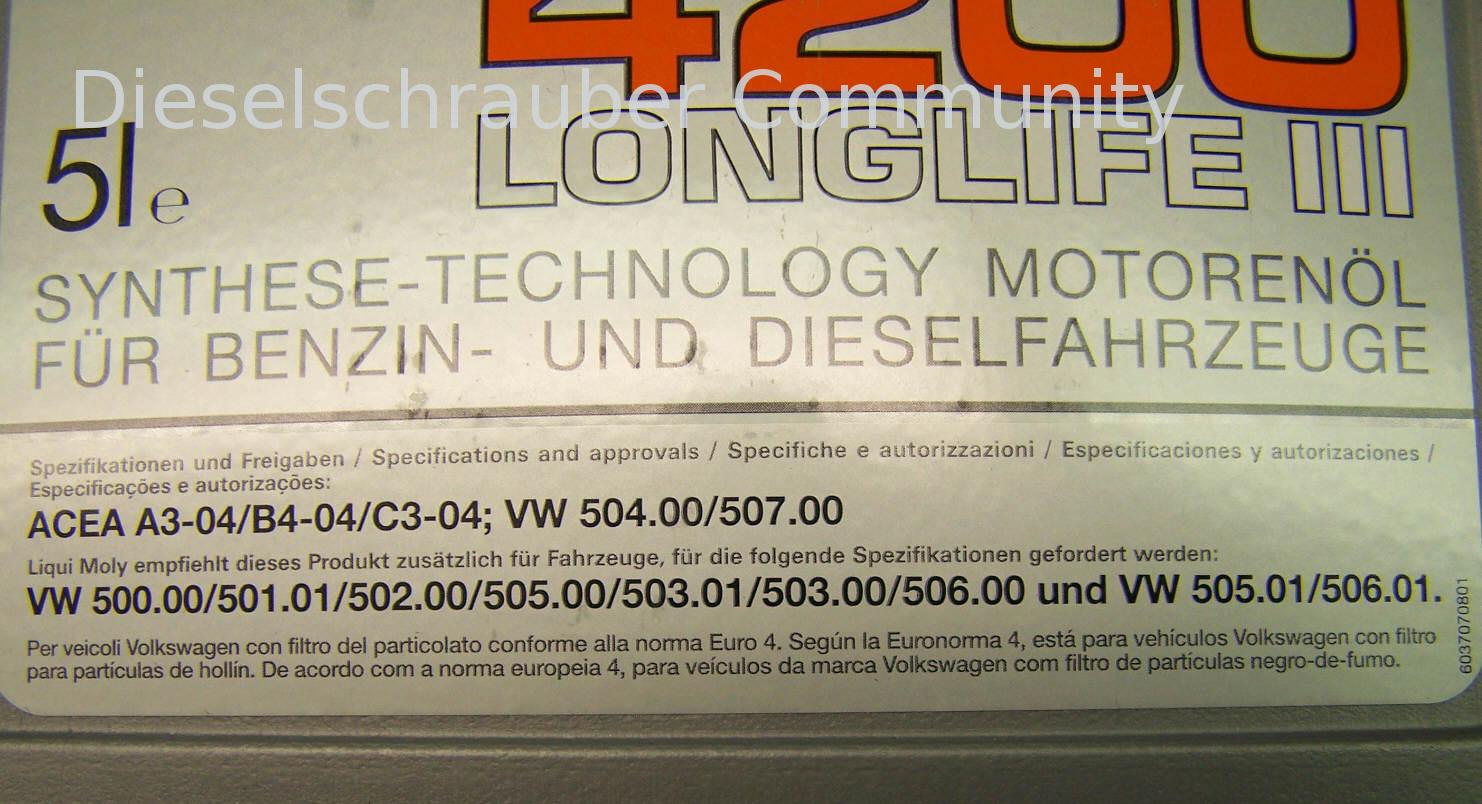 4200
Dieselschrauber Community
LONGLIFE III
5l e
SYNTHESE-TECHNOLOGY MOTORENÖL
FÜR BENZIN- UND DIESELFAHRZEUGE
Spezifikationen und Freigaben / Specifications and approvals / Specifiche e autorizzazioni / Especificaciones y autorizaciones /
Especificações e autorizações:
ACEA A3-04/B4-04/C3-04; VW 504.00/507.00
Liqui Moly empfiehlt dieses Produkt zusätzlich für Fahrzeuge, für die folgende Spezifikationen gefordert werden:
VW 500.00/501.01/502.00/505.00/503.01/503.00/506.00 und VW 505.01/506.01.
Per veicoli Volkswagen con filtro del particolato conforme alla norma Euro 4. Según la Euronorma 4, está para vehículos Volkswagen con filtro
para partículas de hollín. De acordo com a norma europeia 4, para veículos da marca Volkswagen com filtro de partículas negro-de-fumo.
6037070801